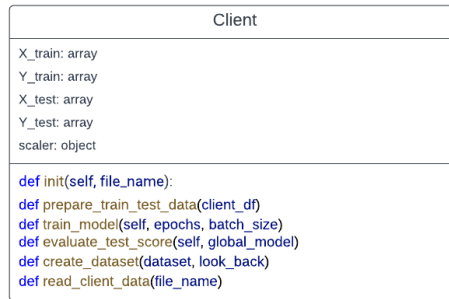 Client
X_train: array
Y_train: array
X_test: array
Y_test: array
scaler: object
def init(self, file_name):
def prepare_train_test_data(client_df)
def train_model(self, epochs, batch_size)
def evaluate_test_score(self, global_model)
def create_dataset(dataset, look_back)
def read_client_data(file_name)